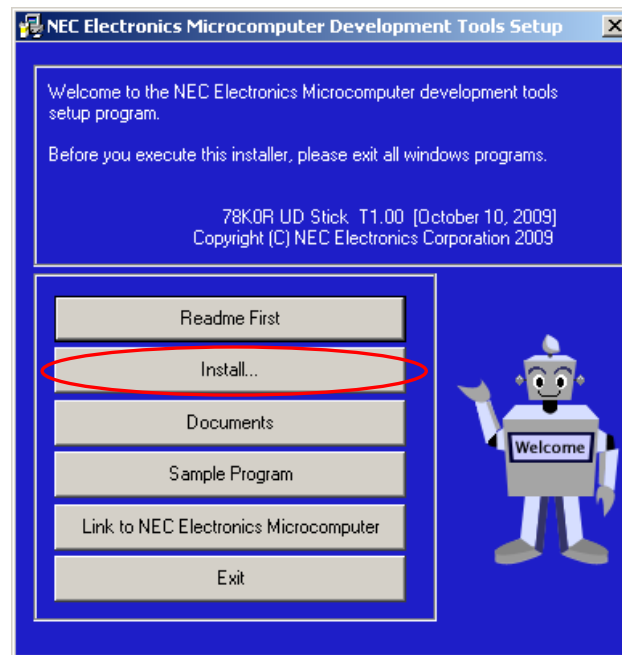 NEC Electronics Microcomputer Development Tools Setup
Welcome to the NEC Electronics Microcomputer development tools
setup program.
Before you execute this installer, please exit all windows programs.
78K0R UD Stick T1.00 [October 10, 2009]
Copyright (C) NEC Electronics Corporation 2009
Readme First
Install...
Documents
Sample Program
Link to NEC Electronics Microcomputer
Exit
Welcome